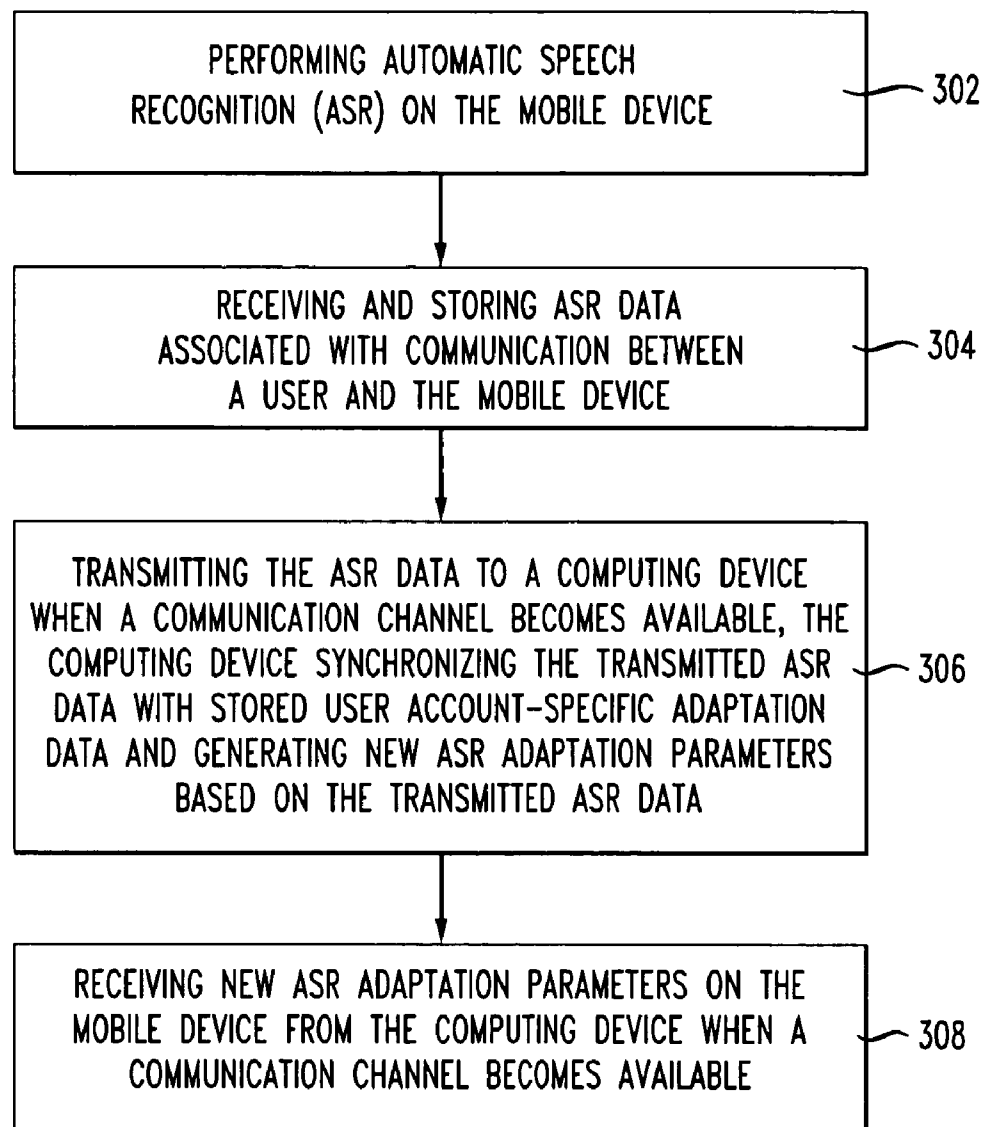 PERFORMING AUTOMATIC SPEECH
RECOGNITION (ASR) ON THE MOBILE DEVICE
302
RECEIVING AND STORING ASR DATA
ASSOCIATED WITH COMMUNICATION BETWEEN
A USER AND THE MOBILE DEVICE
304
TRANSMITTING THE ASR DATA TO A COMPUTING DEVICE
WHEN A COMMUNICATION CHANNEL BECOMES AVAILABLE, THE
COMPUTING DEVICE SYNCHRONIZING THE TRANSMITTED ASR
DATA WITH STORED USER ACCOUNT-SPECIFIC ADAPTATION
DATA AND GENERATING NEW ASR ADAPTATION PARAMETERS
BASED ON THE TRANSMITTED ASR DATA
306
RECEIVING NEW ASR ADAPTATION PARAMETERS ON THE
MOBILE DEVICE FROM THE COMPUTING DEVICE WHEN A
COMMUNICATION CHANNEL BECOMES AVAILABLE
308